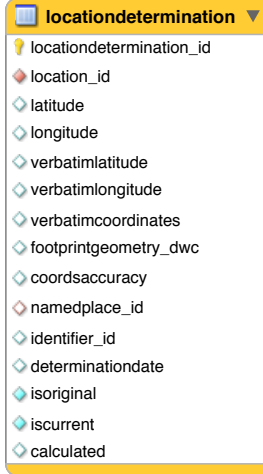 locationdetermination
locationdetermination_id
location_id
latitude
longitude
verbatimlatitude
verbatimlongitude
verbatimcoordinates
footprintgeometry_dwc
coordsaccuracy
namedplace_id
identifier_id
determinationdate
isoriginal
iscurrent
calculated